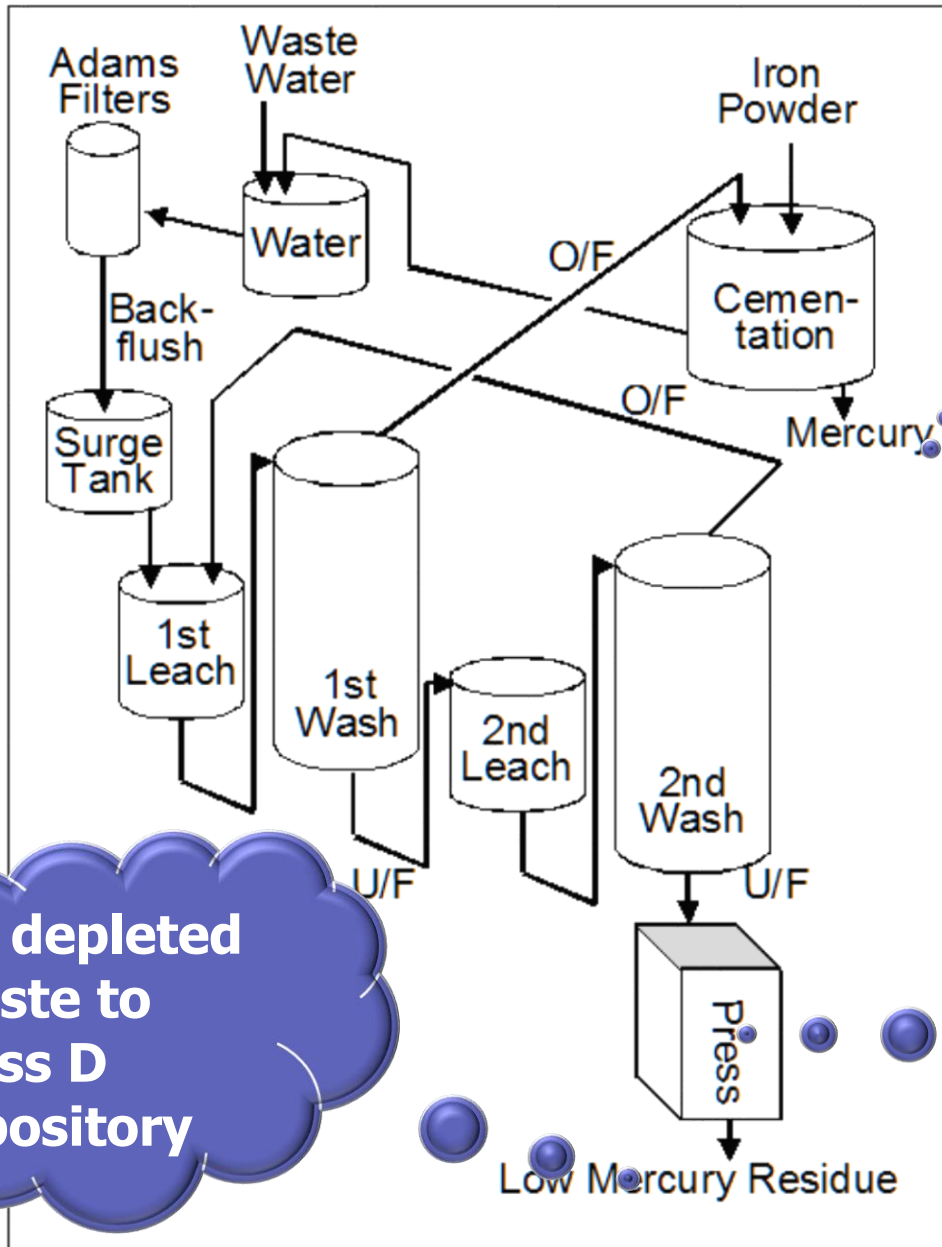 Adams
Filters
Waste
Water
Iron
Powder
Water
O/F
Cemen-
tation
Back-
flush
O/F
Mercury
Surge
Tank
1st
Leach
1st
Wash
2nd
Leach
2nd
Wash
U/F
U/F
depleted
ste to
ss D
pository
Press
Low Mercury Residue